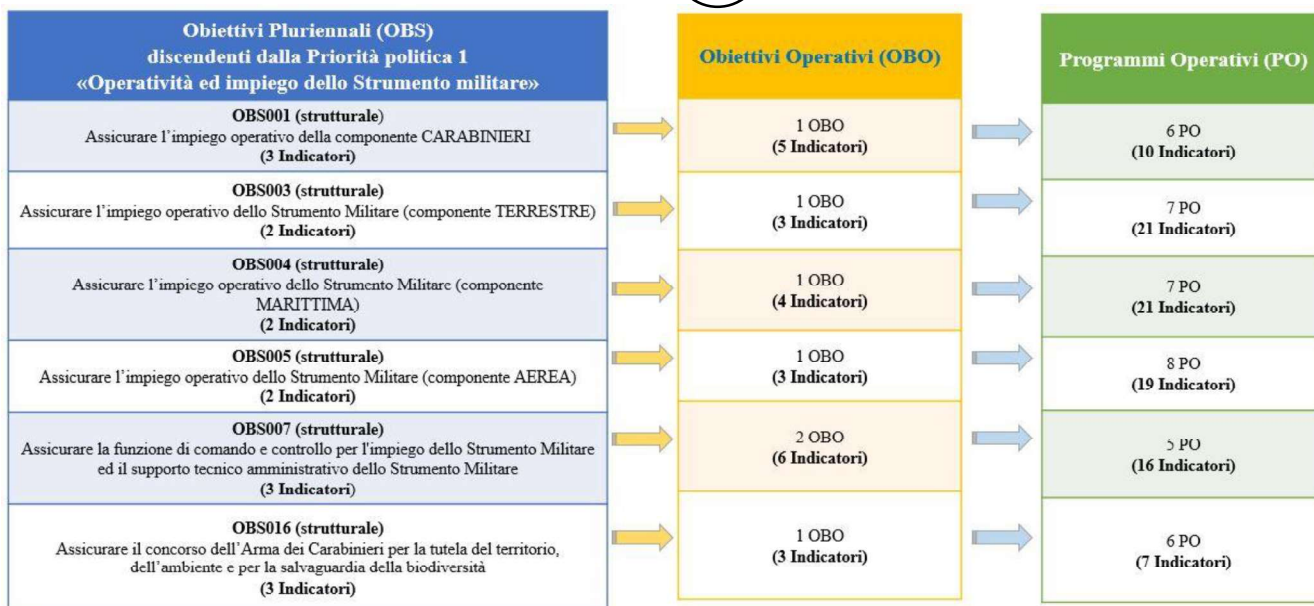 Obiettivi Pluriennali (OBS)
discendenti dalla Priorità politica 1
«Operatività ed impiego dello Strumento militare»
Obiettivi Operativi (OBO)
Programmi Operativi (PO)
OBS001 (strutturale)
Assicurare l'impiego operativo della componente CARABINIERI
(3 Indicatori)
1 OBO
(5 Indicatori)
6 PO
(10 Indicatori)
OBS003 (strutturale)
Assicurare l'impiego operativo dello Strumento Militare (componente TERRESTRE)
(2 Indicatori)
1 OBO
(3 Indicatori)
7 PO
(21 Indicatori)
OBS004 (strutturale)
Assicurare l'impiego operativo dello Strumento Militare (componente
MARITTIMA)
(2 Indicatori)
1 OBO
(4 Indicatori)
7 PO
(21 Indicatori)
OBS005 (strutturale)
Assicurare l'impiego operativo dello Strumento Militare (componente AEREA)
(2 Indicatori)
1 OBO
(3 Indicatori)
8 PO
(19 Indicatori)
OBS007 (strutturale)
Assicurare la funzione di comando e controllo per l'impiego dello Strumento Militare
ed il supporto tecnico amministrativo dello Strumento Militare
(3 Indicatori)
2 OBO
(6 Indicatori)
5 PO
(16 Indicatori)
OBS016 (strutturale)
Assicurare il concorso dell'Arma dei Carabinieri per la tutela del territorio,
dell'ambiente e per la salvaguardia della biodiversità
(3 Indicatori)
1 OBO
(3 Indicatori)
6 PO
(7 Indicatori)